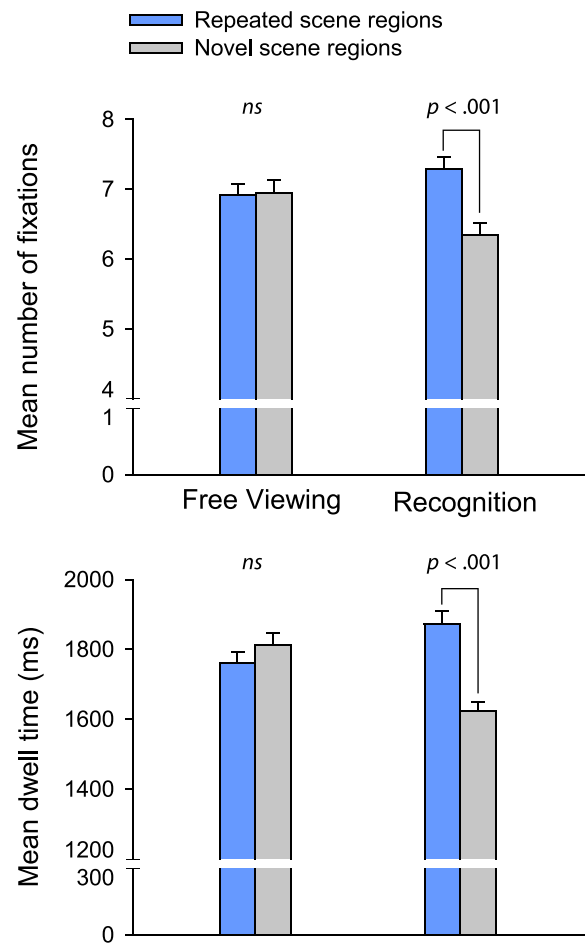 Repeated scene regions
Novel scene regions
ns
p < .001
8
7
6
5
4
1
0
Mean number of fixations
Free Viewing
Recognition
ns
p < .001
2000
1800
1600
1400
1200
300
0
Mean dwell time (ms)